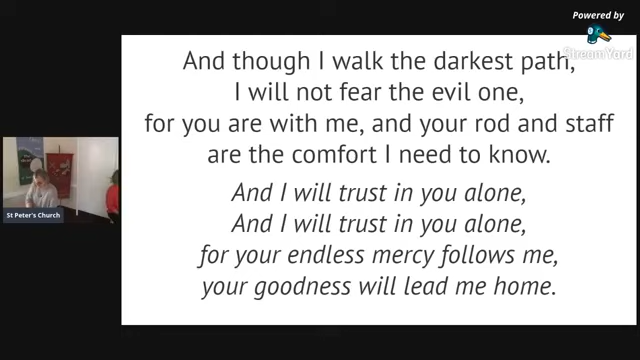 Powered by
StreamYard
And though I walk the darkest path,
I will not fear the evil one,
for you are with me, and your rod and staff
are the comfort I need to know.
And I will trust in you alone,
And I will trust in you alone,
for your endless mercy follows me,
your goodness will lead me home.
St Peter's Church